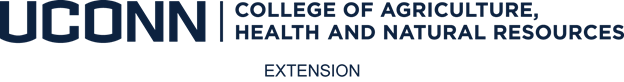 UCONN
COLLEGE OF AGRICULTURE,
HEALTH AND NATURAL RESOURCES
EXTENSION